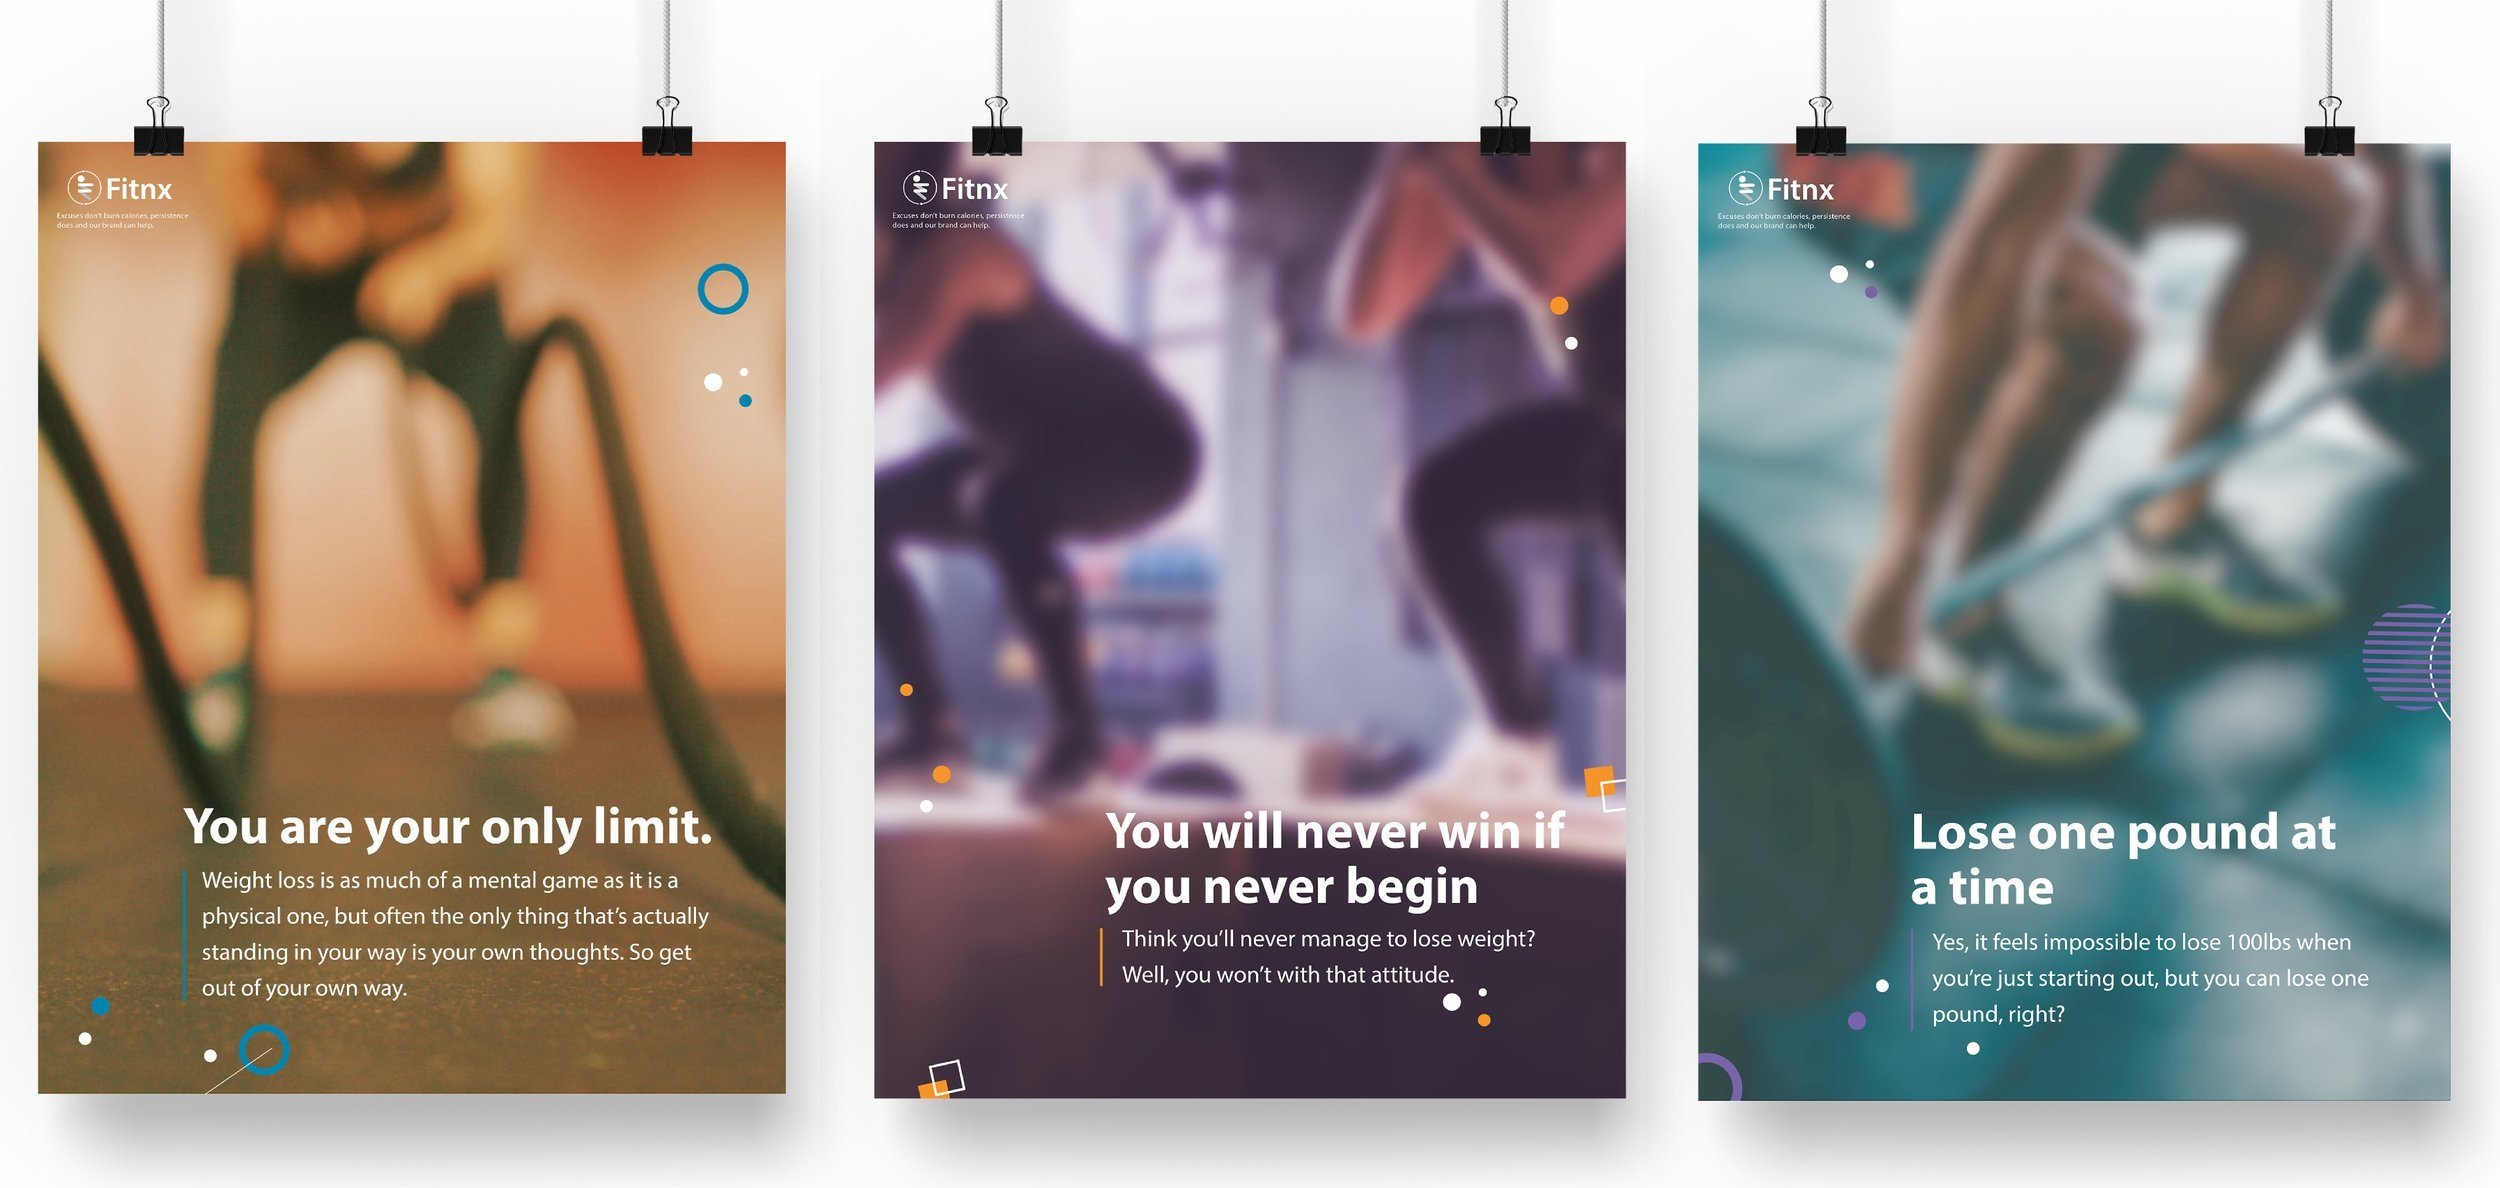 Fitnx
Excuses don't burn calories, persistence
does and our brand can help.
You are your only limit.
Weight loss is as much of a mental game as it is a
physical one, but often the only thing that’s actually
standing in your way is your own thoughts. So get
out of your own way.
Fitnx
Excuses don't burn calories, persistence
does and our brand can help.
You will never win if
you never begin
Think you’ll never manage to lose weight?
Well, you won’t with that attitude.
Fitnx
Excuses don't burn calories, persistence
does and our brand can help.
Lose one pound at
a time
Yes, it feels impossible to lose 100lbs when
you’re just starting out, but you can lose one
pound, right?